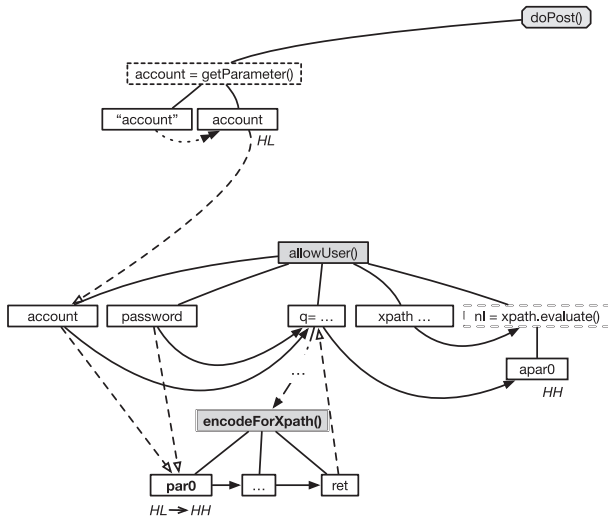 doPost()
account = getParameter()
“account”
account
HL
allowUser()
account
password
q= ...
xpath ...
nl = xpath.evaluate()
...
apar0
HH
encodeForXpath()
par0
...
ret
HL → HH